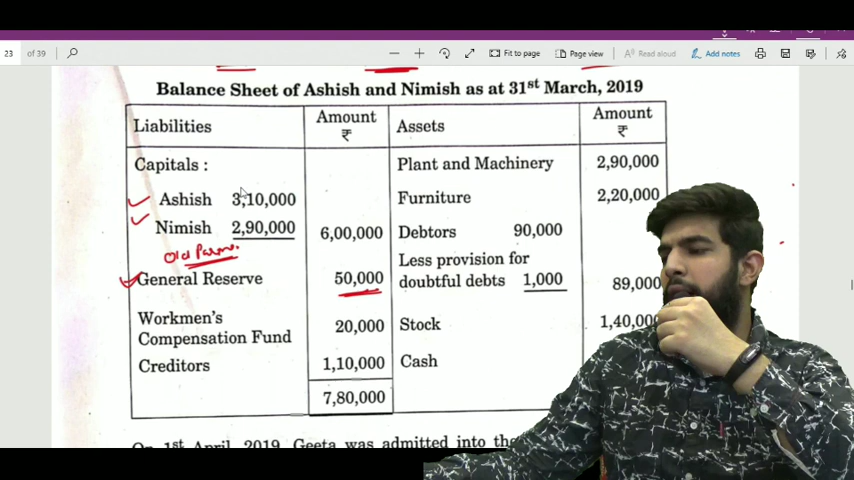 23 of 39 Fit to page Page view Read aloud Add notes
Balance Sheet of Ashish and Nimish as at 31st March, 2019
Liabilities Amount ₹ Assets Amount ₹
Capitals : Plant and Machinery 2,90,000
Ashish 3,10,000 Furniture 2,20,000
Nimish 2,90,000 6,00,000 Debtors 90,000
Old
General Reserve 50,000 Less provision for doubtful debts 1,000 89,000
Workmen's Compensation Fund 20,000 Stock 1,40,000
Creditors 1,10,000 Cash
7,80,000
On 1st April, 2019, Geeta was admitted into the